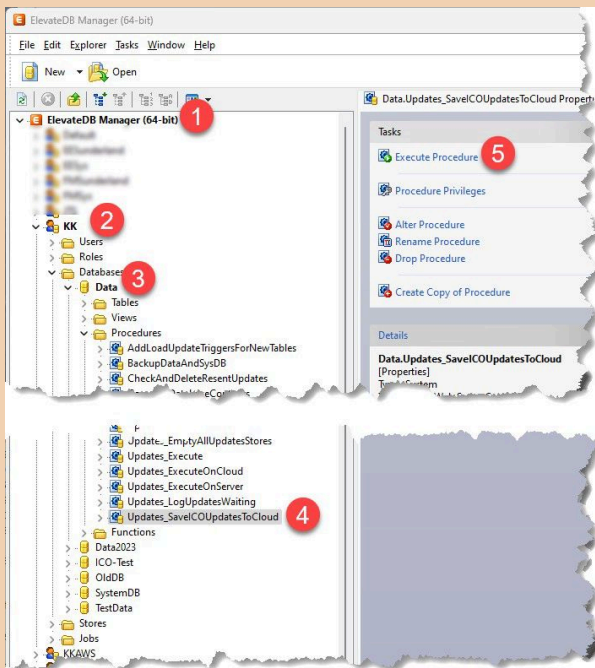 ElevateDB Manager (64-bit)
File Edit Explorer Tasks Window Help
New Open
1
ElevateDB Manager (64-bit)
Default
KK
2
Users
Roles
Databases
3
Data
Tables
Views
Procedures
AddLoadUpdateTriggersForNewTables
BackupDataAndSysDB
CheckAndDeleteResentUpdates
Updates_EmptyAllUpdatesStores
Updates_Execute
Updates_ExecuteOnCloud
Updates_ExecuteOnServer
Updates_LogUpdatesWaiting
Updates_SaveICOUpdatesToCloud
4
Functions
Data2023
ICO-Test
OldDB
SystemDB
TestData
Stores
Jobs
KKAWS
Data.Updates_SaveICOUpdatesToCloud Propert
Tasks
Execute Procedure
5
Procedure Privileges
Alter Procedure
Rename Procedure
Drop Procedure
Create Copy of Procedure
Details
Data.Updates_SaveICOUpdatesToCloud
[Properties]